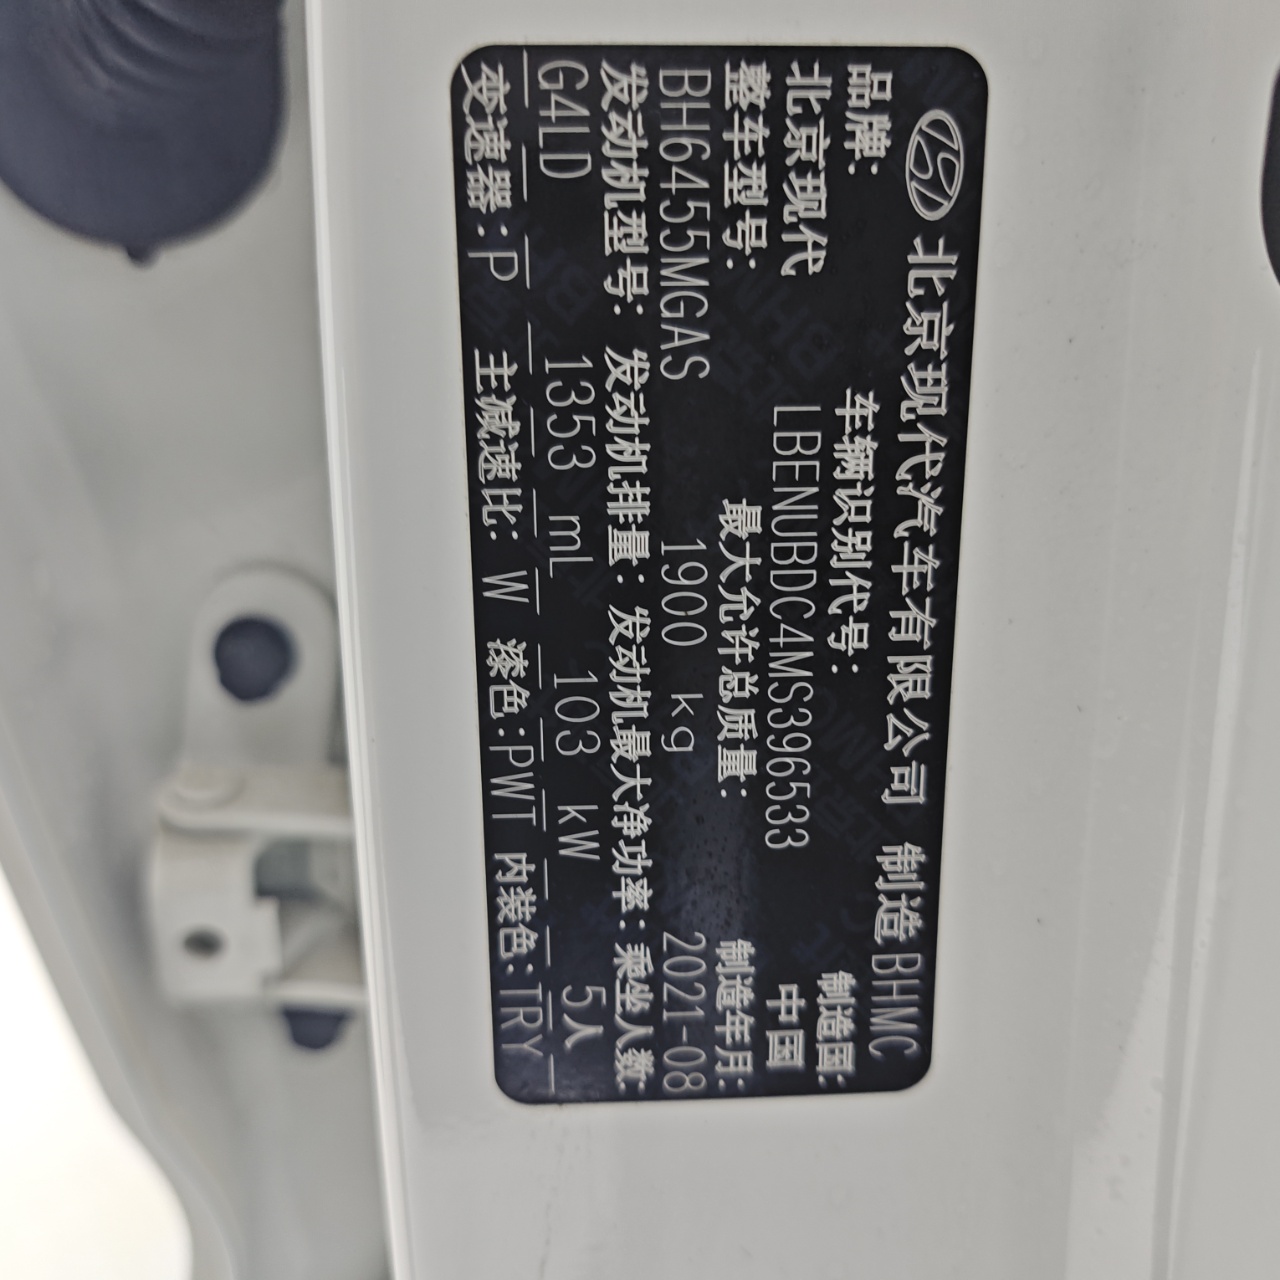 北京现代汽车有限公司 制造 BHMC
品牌: 车辆识别代号: 制造国:
北京现代 LBENUBDC4MS396533 中国
整车型号: 最大允许总质量: 制造年月:
BH6455MGAS 1900 kg 2021-08
发动机型号: 发动机排量: 发动机最大净功率: 乘坐人数:
G4LD 1353 mL 103 kW 5人
变速器: P 主减速比: W 漆色:PWT 内装色:TRY